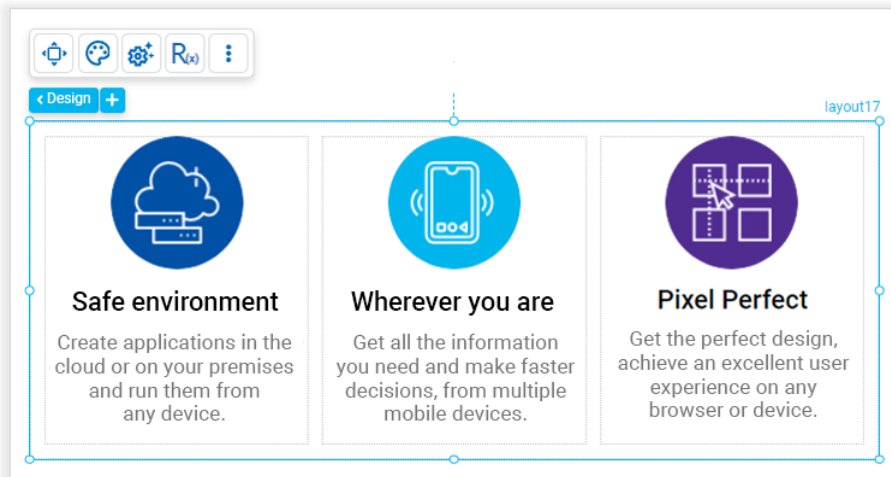 R(x)
Design
layout17
Safe environment
Create applications in the
cloud or on your premises
and run them from
any device.
Wherever you are
Get all the information
you need and make faster
decisions, from multiple
mobile devices.
Pixel Perfect
Get the perfect design,
achieve an excellent user
experience on any
browser or device.